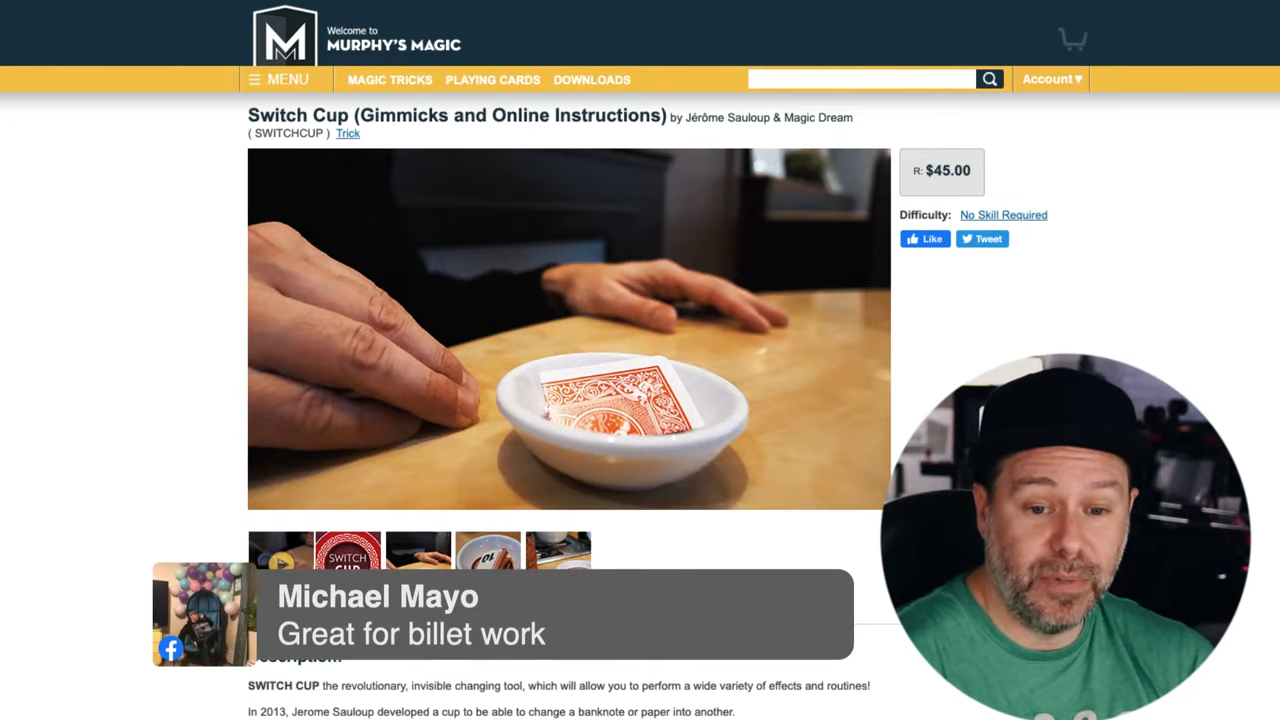 Welcome to
MURPHY'S MAGIC
MENU
MAGIC TRICKS
PLAYING CARDS
DOWNLOADS
Account
Switch Cup (Gimmicks and Online Instructions) by Jérôme Sauloup & Magic Dream
( SWITCHCUP ) Trick
R: $45.00
Difficulty: No Skill Required
Like
Tweet
SWITCH
Michael Mayo
Great for billet work
SWITCH CUP the revolutionary, invisible changing tool, which will allow you to perform a wide variety of effects and routines!
In 2013, Jerome Sauloup developed a cup to be able to change a banknote or paper into another.